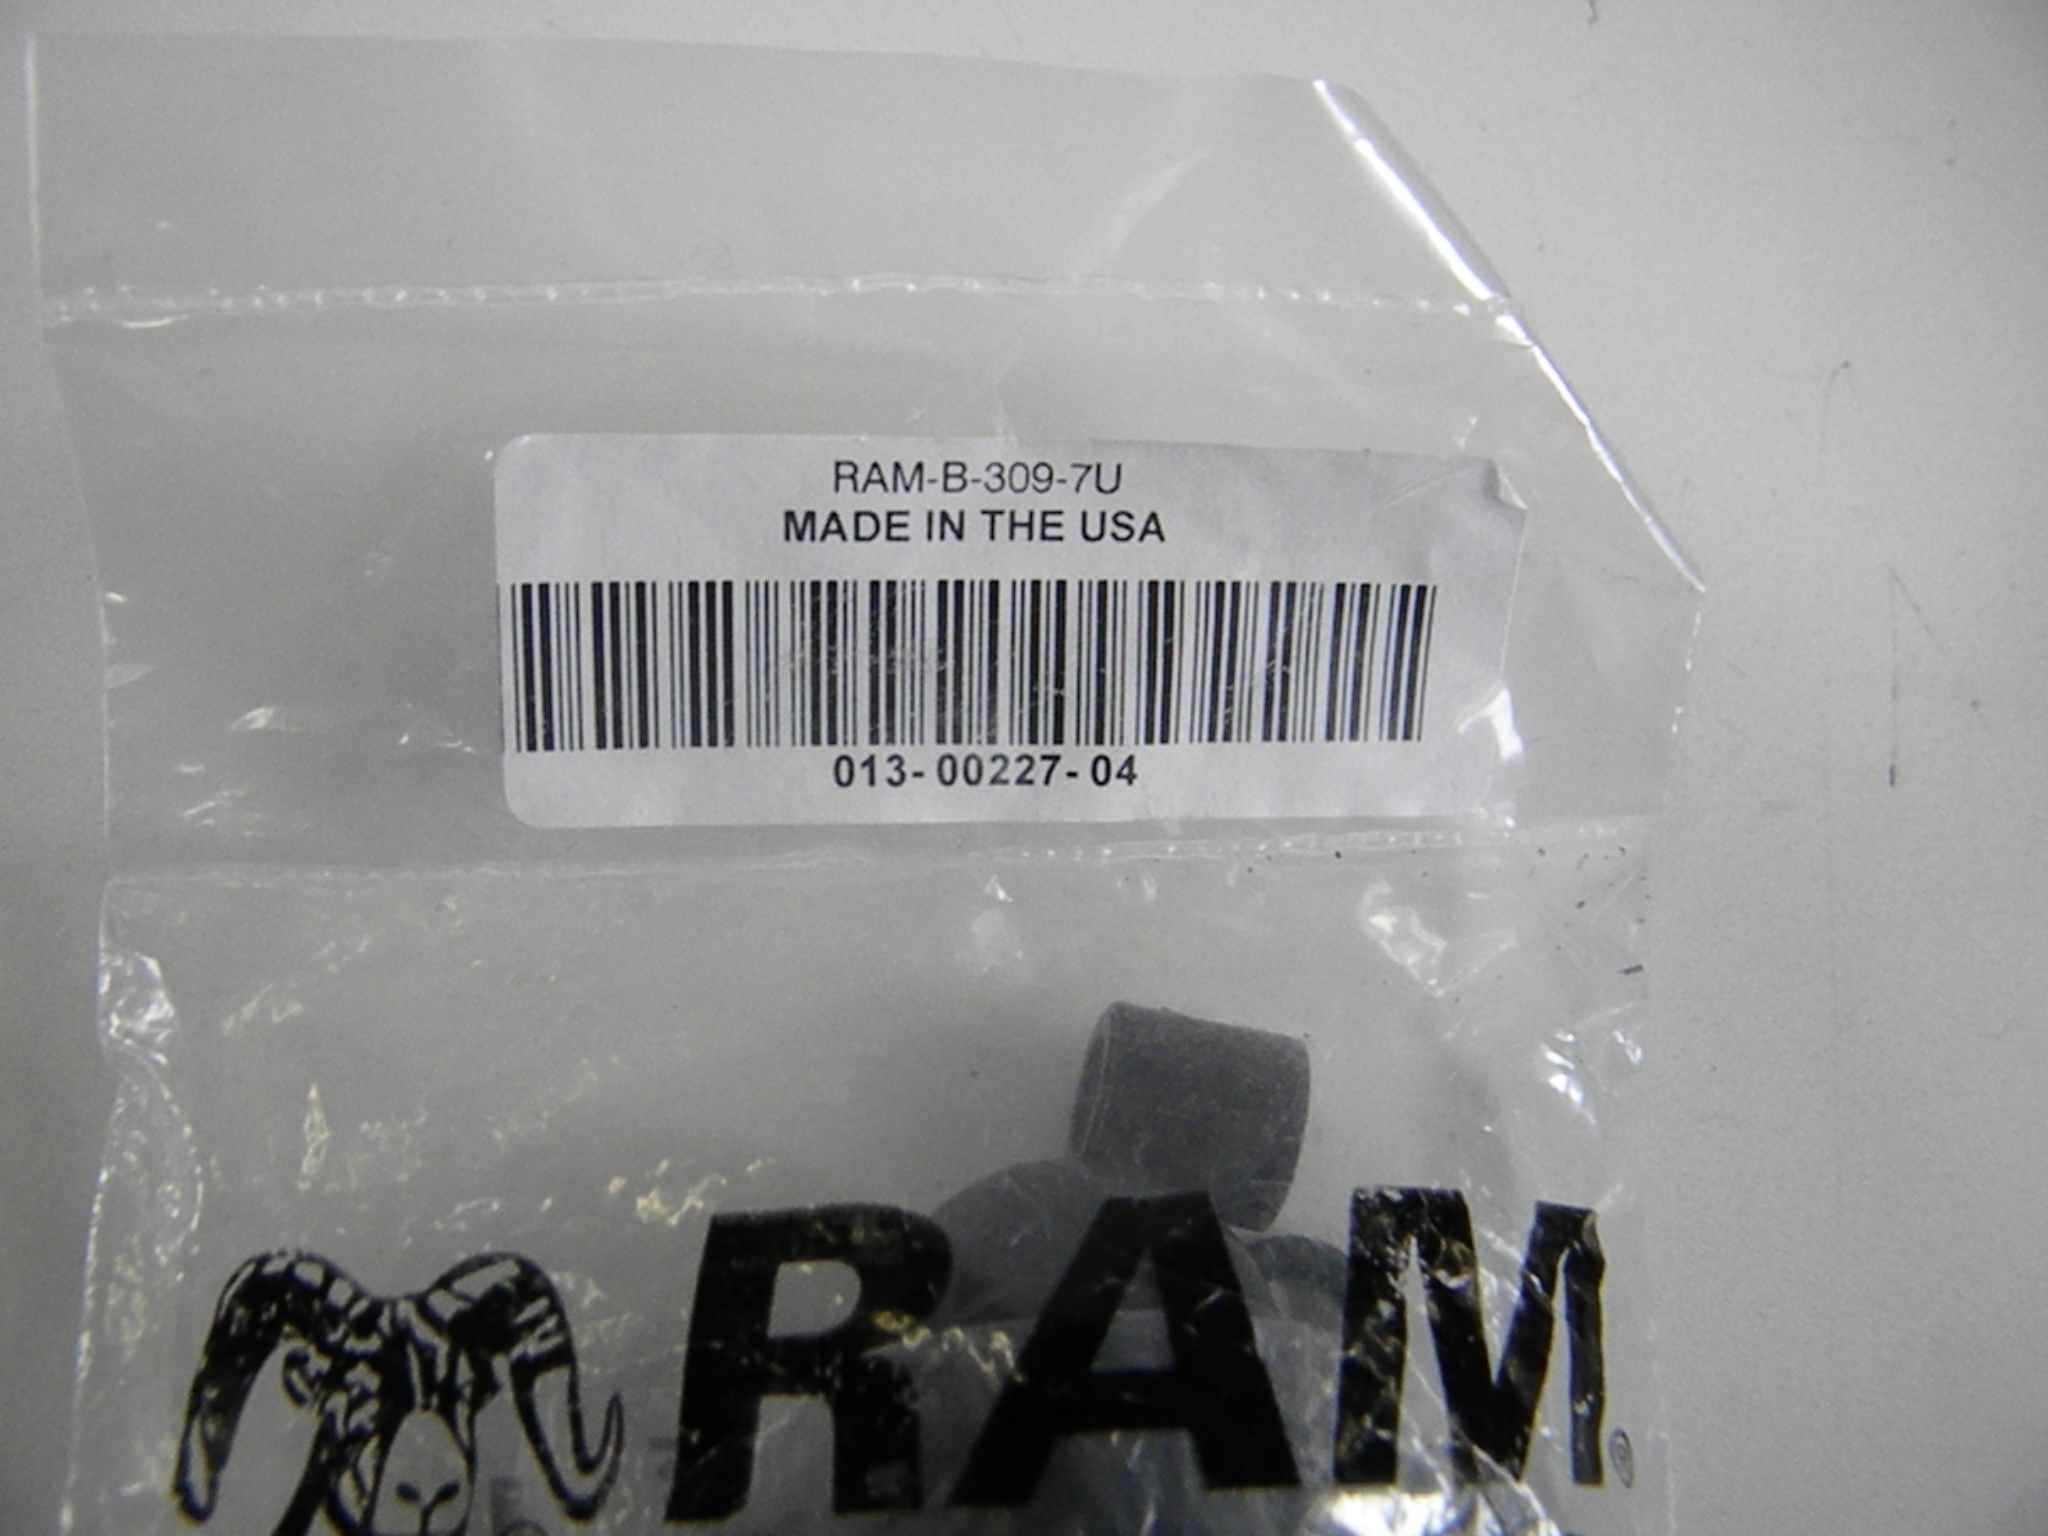 RAM-B-309-7U
MADE IN THE USA
013-00227-04
RAM®